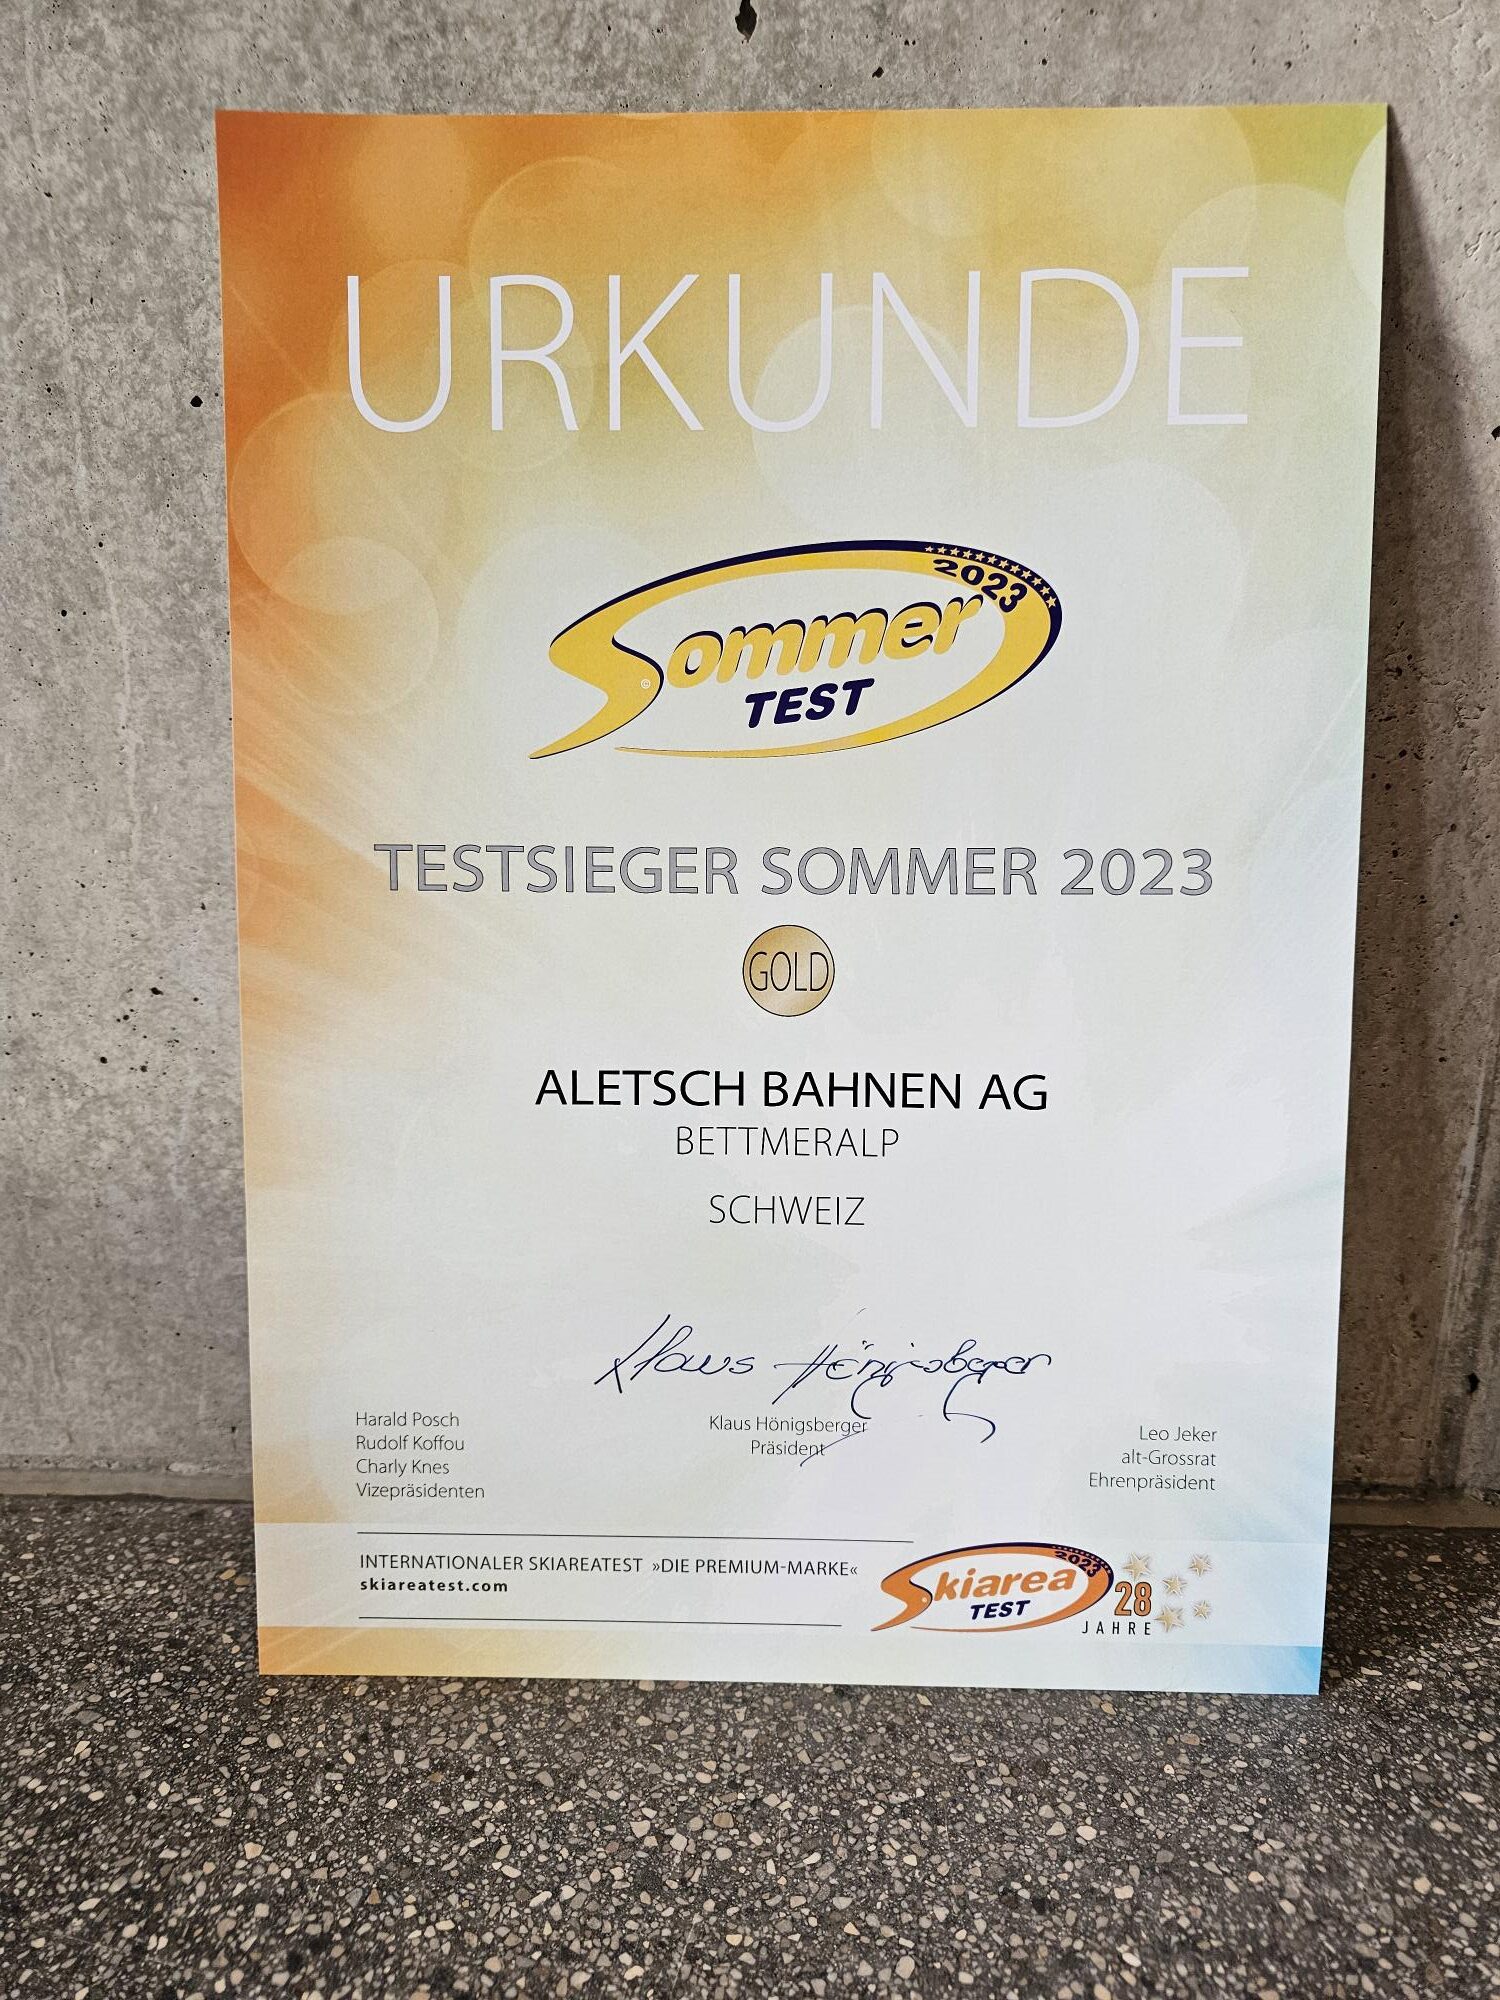 URKUNDE
2023
Sommer
TEST
TESTSIEGER SOMMER 2023
GOLD
ALETSCH BAHNEN AG
BETTMERALP
SCHWEIZ
Klaus Hönigsberger
Harald Posch
Rudolf Koffou
Charly Knes
Vizepräsidenten
Klaus Hönigsberger
Präsident
Leo Jeker
alt-Grossrat
Ehrenpräsident
INTERNATIONALER SKIAREATEST »DIE PREMIUM-MARKE«
skiareatest.com
2023
Skiarea
TEST
28
JAHRE